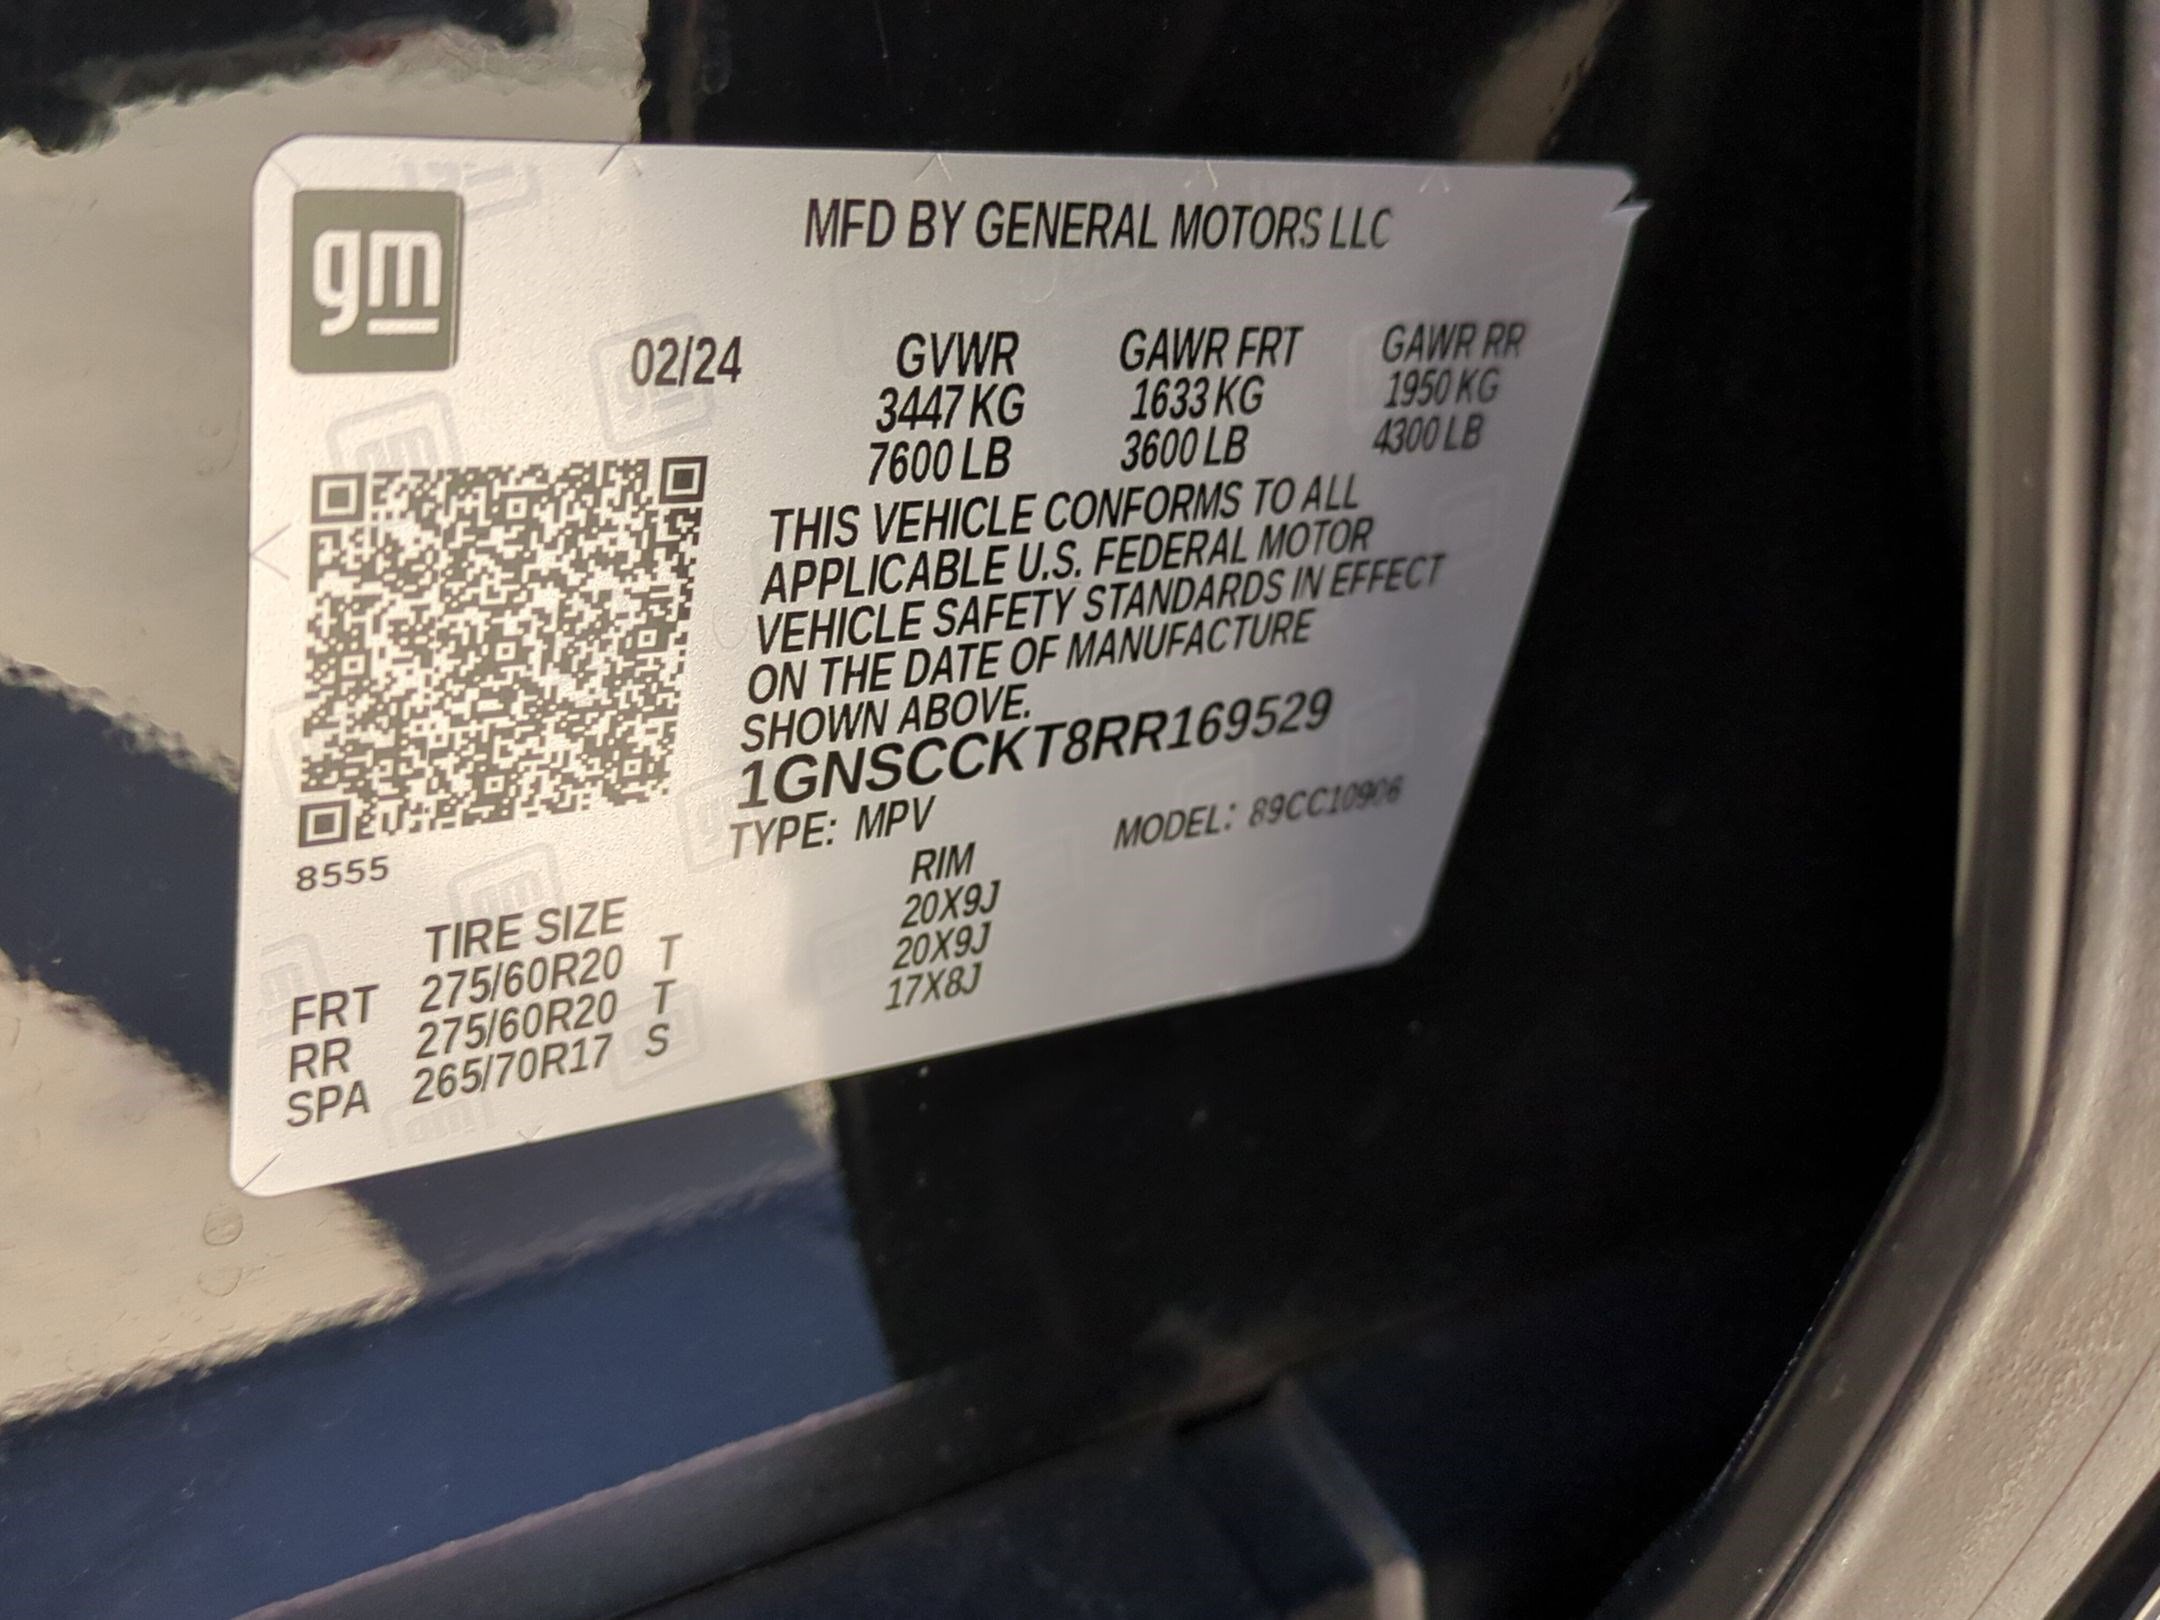 gm
MFD BY GENERAL MOTORS LLC
02/24 GVWR GAWR FRT GAWR RR
3447 KG 1633 KG 1950 KG
7600 LB 3600 LB 4300 LB
THIS VEHICLE CONFORMS TO ALL
APPLICABLE U.S. FEDERAL MOTOR
VEHICLE SAFETY STANDARDS IN EFFECT
ON THE DATE OF MANUFACTURE
SHOWN ABOVE.
1GNSCCKT8RR169529
TYPE: MPV MODEL: 89CC10906
8555
TIRE SIZE RIM
FRT 275/60R20 T 20X9J
RR 275/60R20 T 20X9J
SPA 265/70R17 S 17X8J